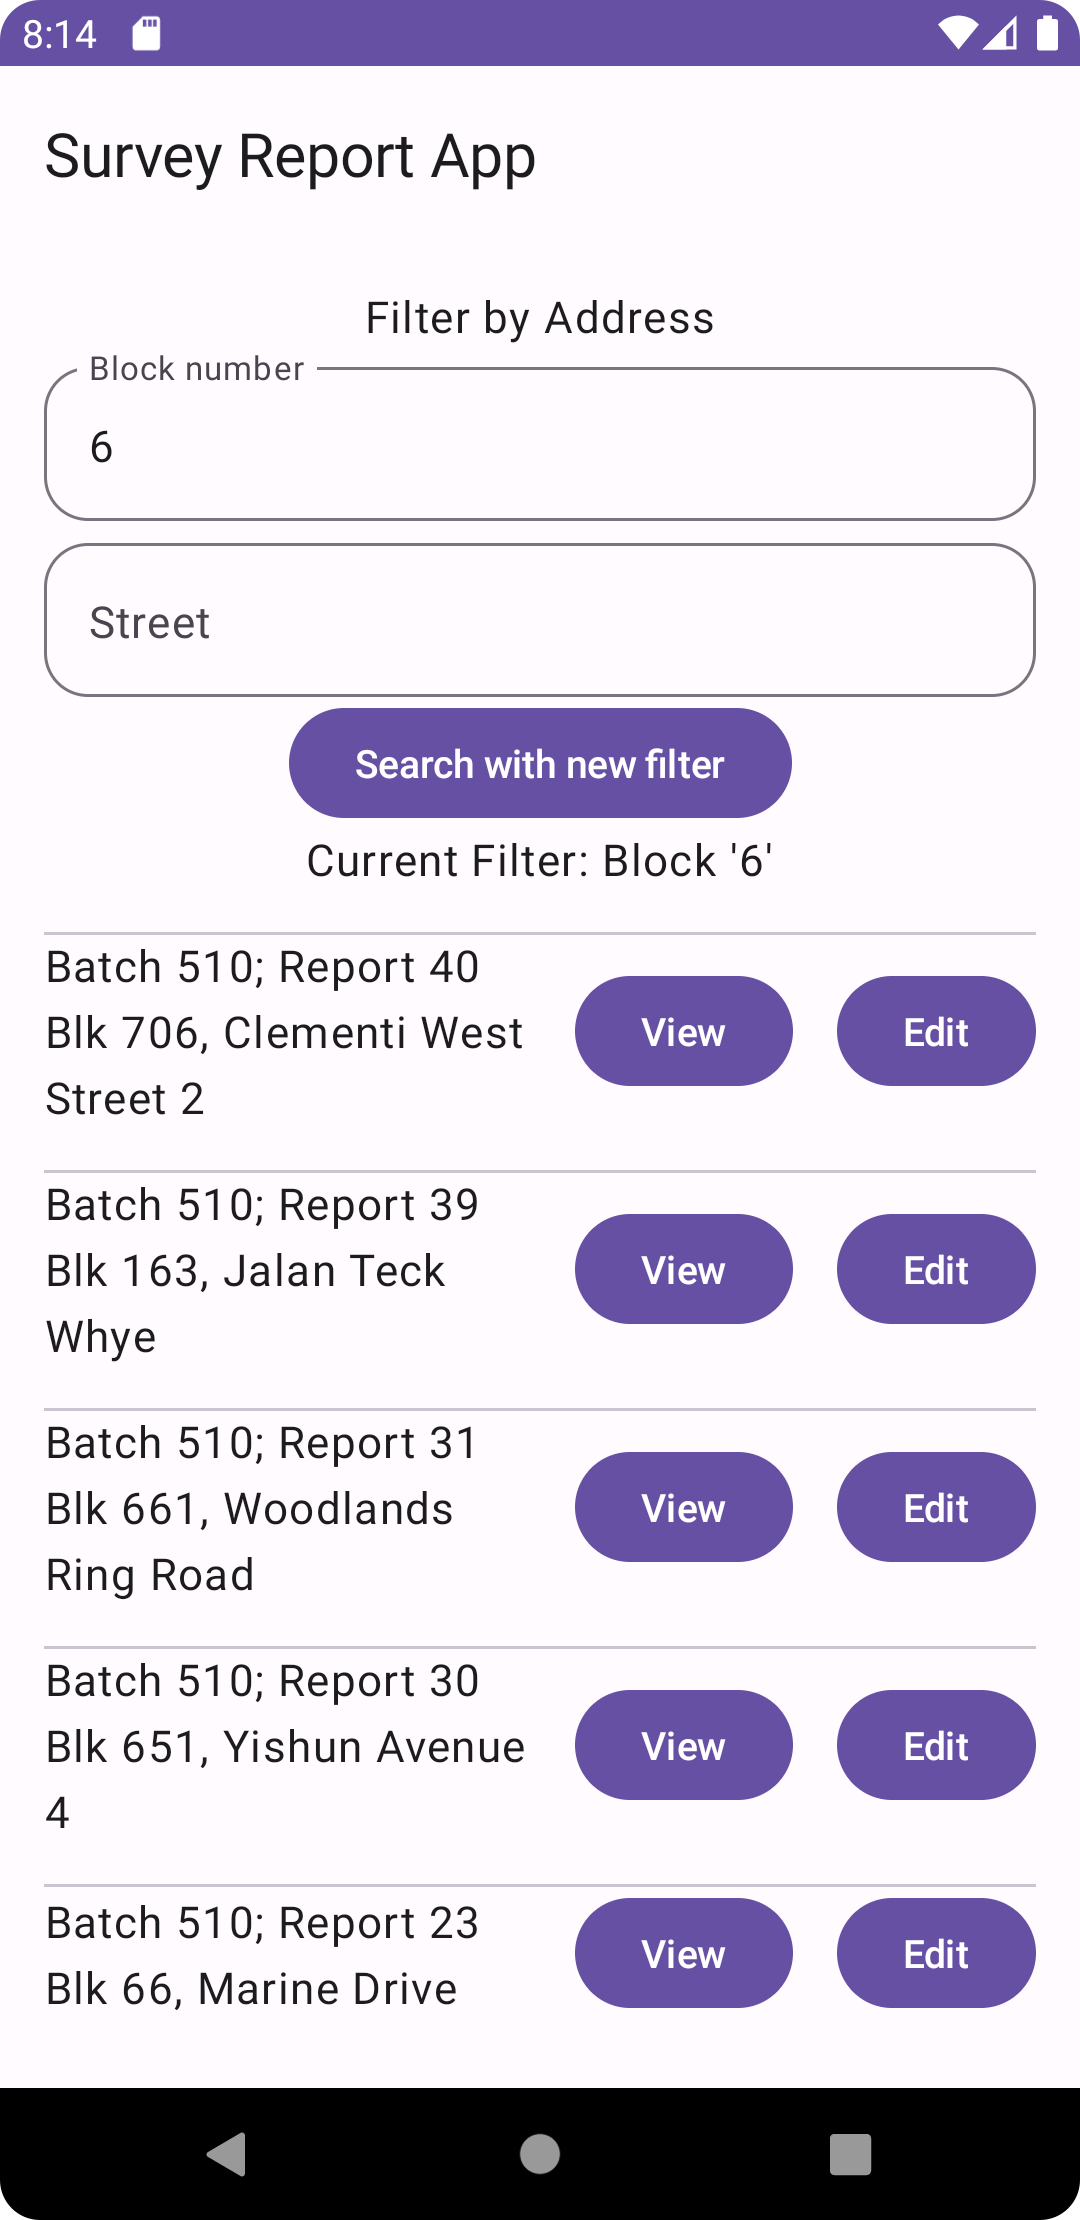 8:14
Survey Report App
Filter by Address
Block number
6
Street
Search with new filter
Current Filter: Block '6'
Batch 510; Report 40
Blk 706, Clementi West
Street 2
View
Edit
Batch 510; Report 39
Blk 163, Jalan Teck
Whye
View
Edit
Batch 510; Report 31
Blk 661, Woodlands
Ring Road
View
Edit
Batch 510; Report 30
Blk 651, Yishun Avenue
4
View
Edit
Batch 510; Report 23
Blk 66, Marine Drive
View
Edit